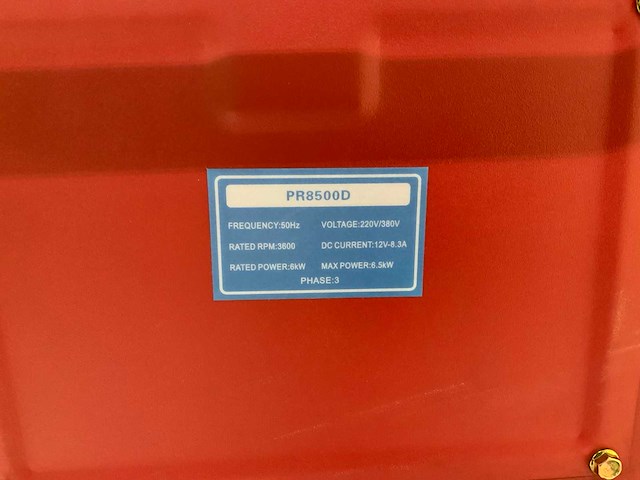 PR8500D
FREQUENCY:50Hz VOLTAGE:220V/380V
RATED RPM:3600 DC CURRENT:12V-8.3A
RATED POWER:6kW MAX POWER:6.5kW
PHASE:3